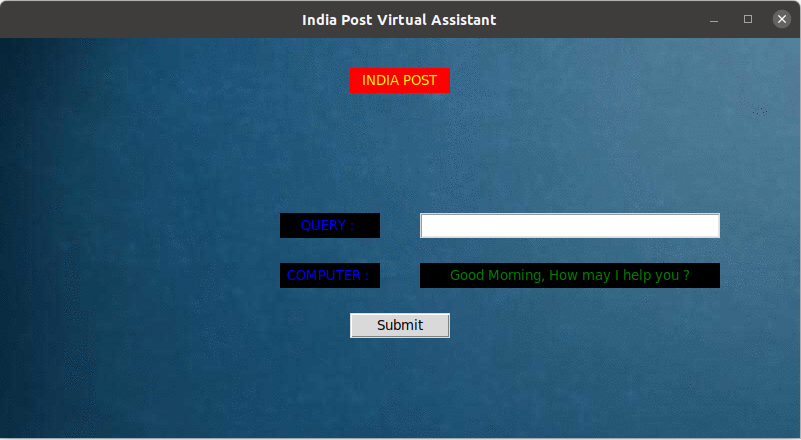 India Post Virtual Assistant
INDIA POST
QUERY :
COMPUTER :
Good Morning, How may I help you ?
Submit